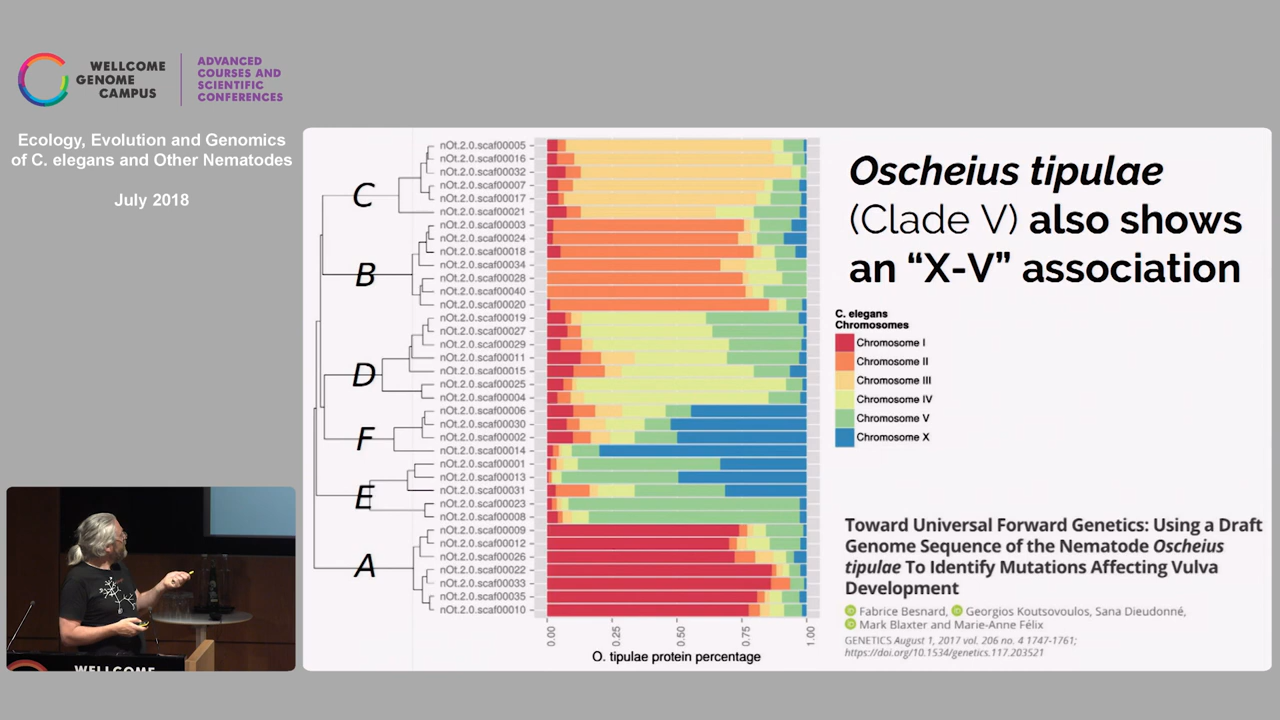 WELLCOME
GENOME
CAMPUS
ADVANCED
COURSES AND
SCIENTIFIC
CONFERENCES
Ecology, Evolution and Genomics
of C. elegans and Other Nematodes
July 2018
C
B
D
F
E
A
nOt.2.0.scaf00005
nOt.2.0.scaf00016
nOt.2.0.scaf00032
nOt.2.0.scaf00007
nOt.2.0.scaf00017
nOt.2.0.scaf00021
nOt.2.0.scaf00003
nOt.2.0.scaf00024
nOt.2.0.scaf00018
nOt.2.0.scaf00034
nOt.2.0.scaf00028
nOt.2.0.scaf00040
nOt.2.0.scaf00020
nOt.2.0.scaf00019
nOt.2.0.scaf00027
nOt.2.0.scaf00029
nOt.2.0.scaf00011
nOt.2.0.scaf00015
nOt.2.0.scaf00025
nOt.2.0.scaf00004
nOt.2.0.scaf00006
nOt.2.0.scaf00030
nOt.2.0.scaf00002
nOt.2.0.scaf00014
nOt.2.0.scaf00001
nOt.2.0.scaf00013
nOt.2.0.scaf00031
nOt.2.0.scaf00023
nOt.2.0.scaf00008
nOt.2.0.scaf00009
nOt.2.0.scaf00012
nOt.2.0.scaf00026
nOt.2.0.scaf00022
nOt.2.0.scaf00033
nOt.2.0.scaf00035
nOt.2.0.scaf00010
0.00
0.25
0.50
0.75
1.00
O. tipulae protein percentage
Oscheius tipulae
(Clade V) also shows
an “X-V” association
C. elegans
Chromosomes
Chromosome I
Chromosome II
Chromosome III
Chromosome IV
Chromosome V
Chromosome X
Toward Universal Forward Genetics: Using a Draft
Genome Sequence of the Nematode Oscheius
tipulae To Identify Mutations Affecting Vulva
Development
Fabrice Besnard, Georgios Koutsovoulos, Sana Dieudonné,
Mark Blaxter and Marie-Anne Félix
GENETICS August 1, 2017 vol. 206 no. 4 1747-1761;
https://doi.org/10.1534/genetics.117.203521
WELLCOME